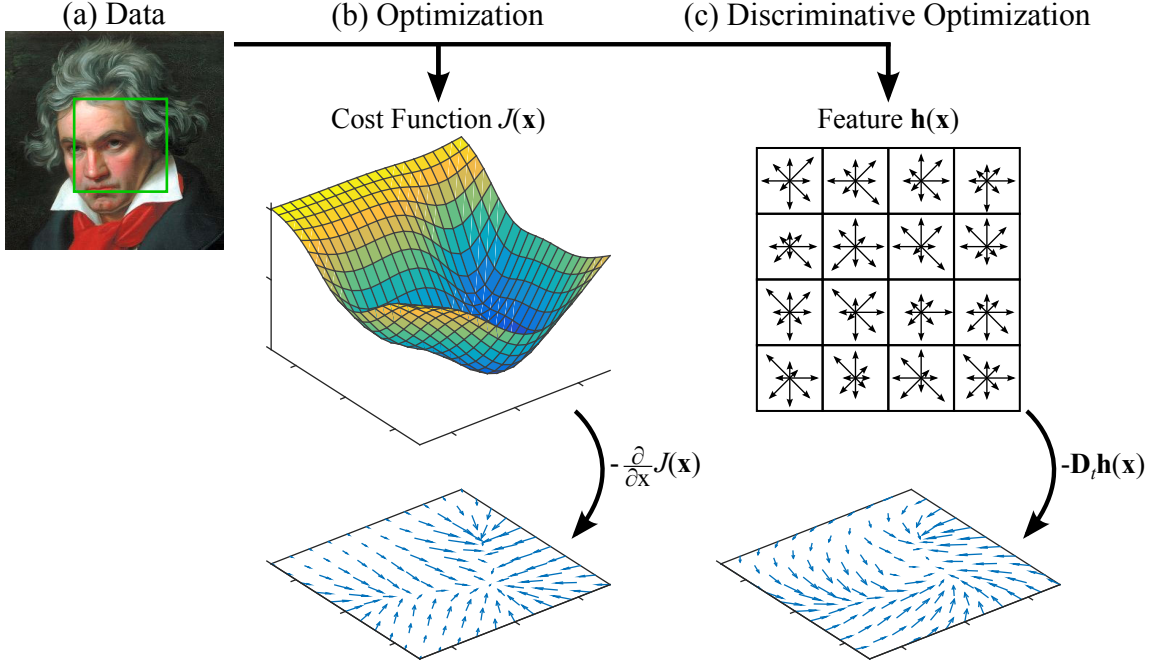 (a) Data
(b) Optimization
(c) Discriminative Optimization
Cost Function J(x)
Feature h(x)
-∂/∂x J(x)
-Dₜh(x)